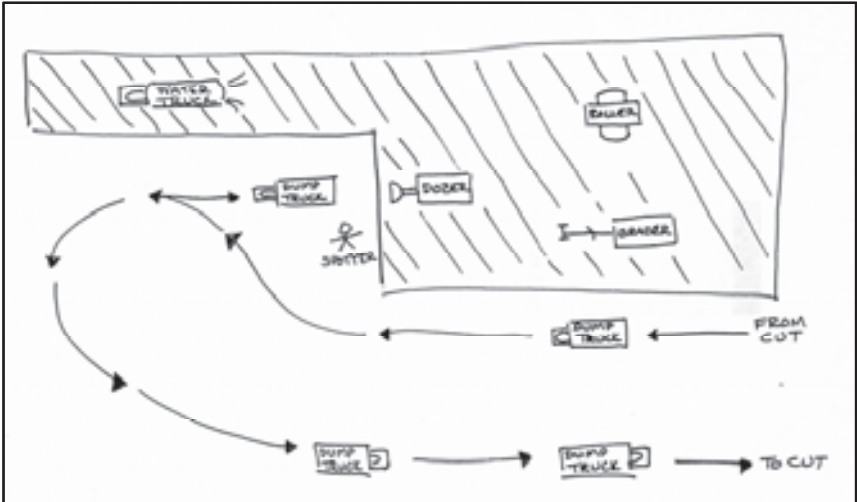 WATER
TRUCK
ROLLER
DUMP
TRUCK
DOZER
GRADER
SPOTTER
DUMP
TRUCK
FROM
CUT
DUMP
TRUCK
DUMP
TRUCK
TO CUT